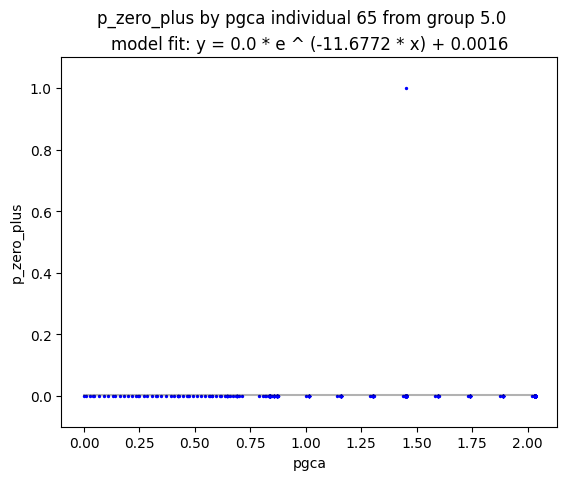 p_zero_plus by pgca individual 65 from group 5.0
model fit: y = 0.0 * e ^ (-11.6772 * x) + 0.0016
1.0
0.8
0.6
0.4
0.2
0.0
p_zero_plus
0.00 0.25 0.50 0.75 1.00 1.25 1.50 1.75 2.00
pgca